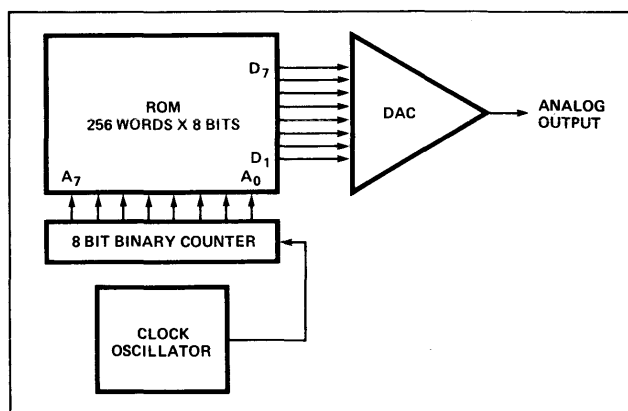 D7
ROM
256 WORDS X 8 BITS
DAC
ANALOG
OUTPUT
D1
A7
A0
8 BIT BINARY COUNTER
CLOCK
OSCILLATOR